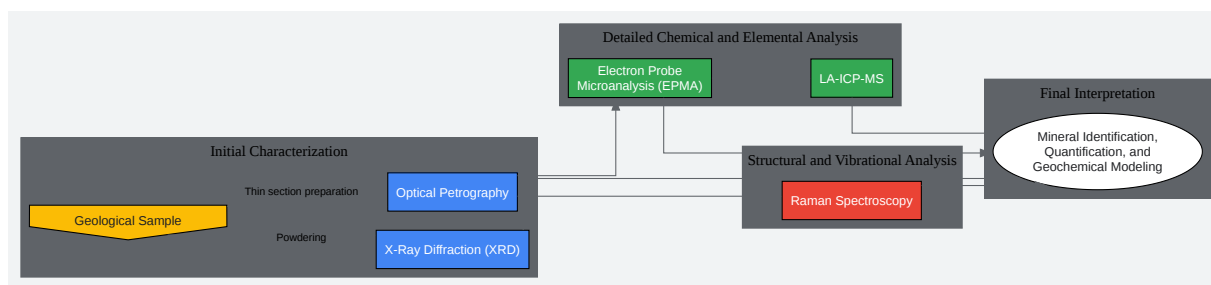 Detailed Chemical and Elemental Analysis
Electron Probe
Microanalysis (EPMA)
LA-ICP-MS
Final Interpretation
Mineral Identification,
Quantification, and
Geochemical Modeling
Initial Characterization
Thin section preparation
Optical Petrography
Geological Sample
Powdering
X-Ray Diffraction (XRD)
Structural and Vibrational Analysis
Raman Spectroscopy